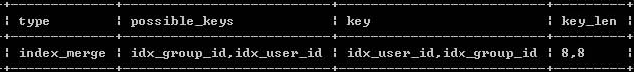 type possible_keys key key_len
index_merge idx_group_id,idx_user_id idx_user_id,idx_group_id 8,8